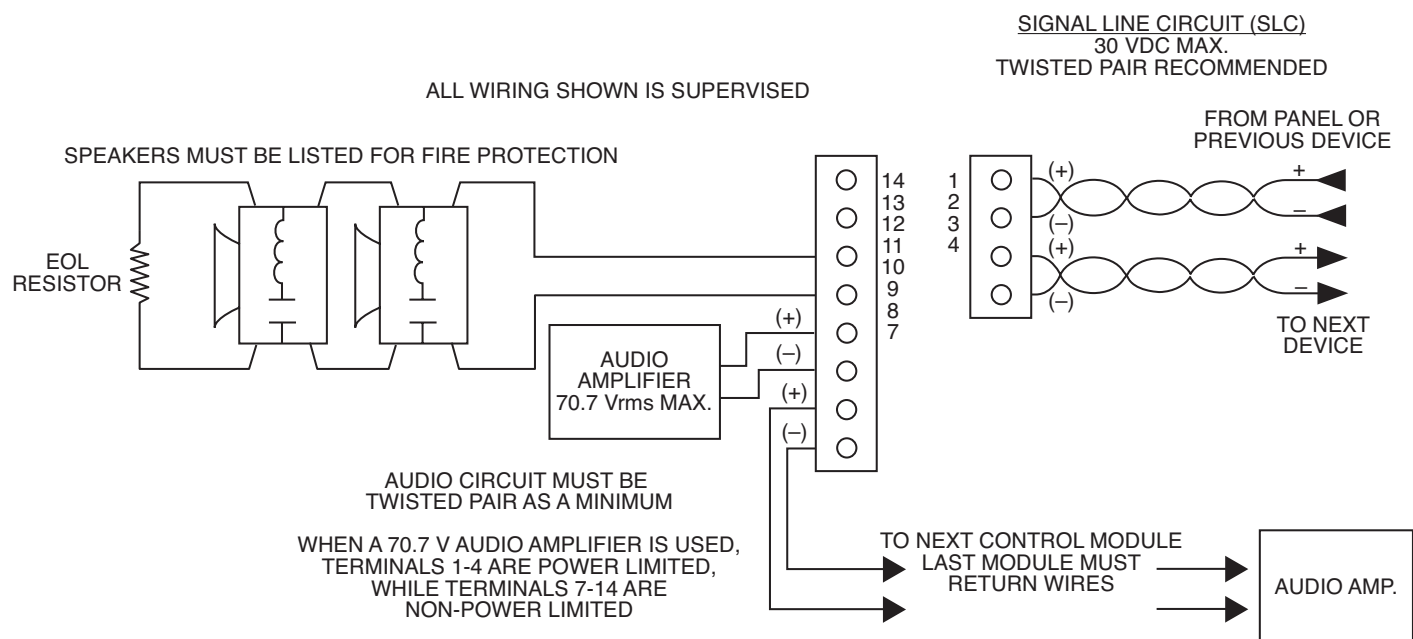 SIGNAL LINE CIRCUIT (SLC)
30 VDC MAX.
TWISTED PAIR RECOMMENDED
ALL WIRING SHOWN IS SUPERVISED
FROM PANEL OR
PREVIOUS DEVICE
SPEAKERS MUST BE LISTED FOR FIRE PROTECTION
EOL
RESISTOR
14
13
12
11
10
9
8
7
1
2
3
4
(+)
(–)
(+)
(–)
+
–
+
–
TO NEXT
DEVICE
(+)
(–)
(+)
(–)
AUDIO
AMPLIFIER
70.7 Vrms MAX.
AUDIO CIRCUIT MUST BE
TWISTED PAIR AS A MINIMUM
WHEN A 70.7 V AUDIO AMPLIFIER IS USED,
TERMINALS 1-4 ARE POWER LIMITED,
WHILE TERMINALS 7-14 ARE
NON-POWER LIMITED
TO NEXT CONTROL MODULE
LAST MODULE MUST
RETURN WIRES
AUDIO AMP.